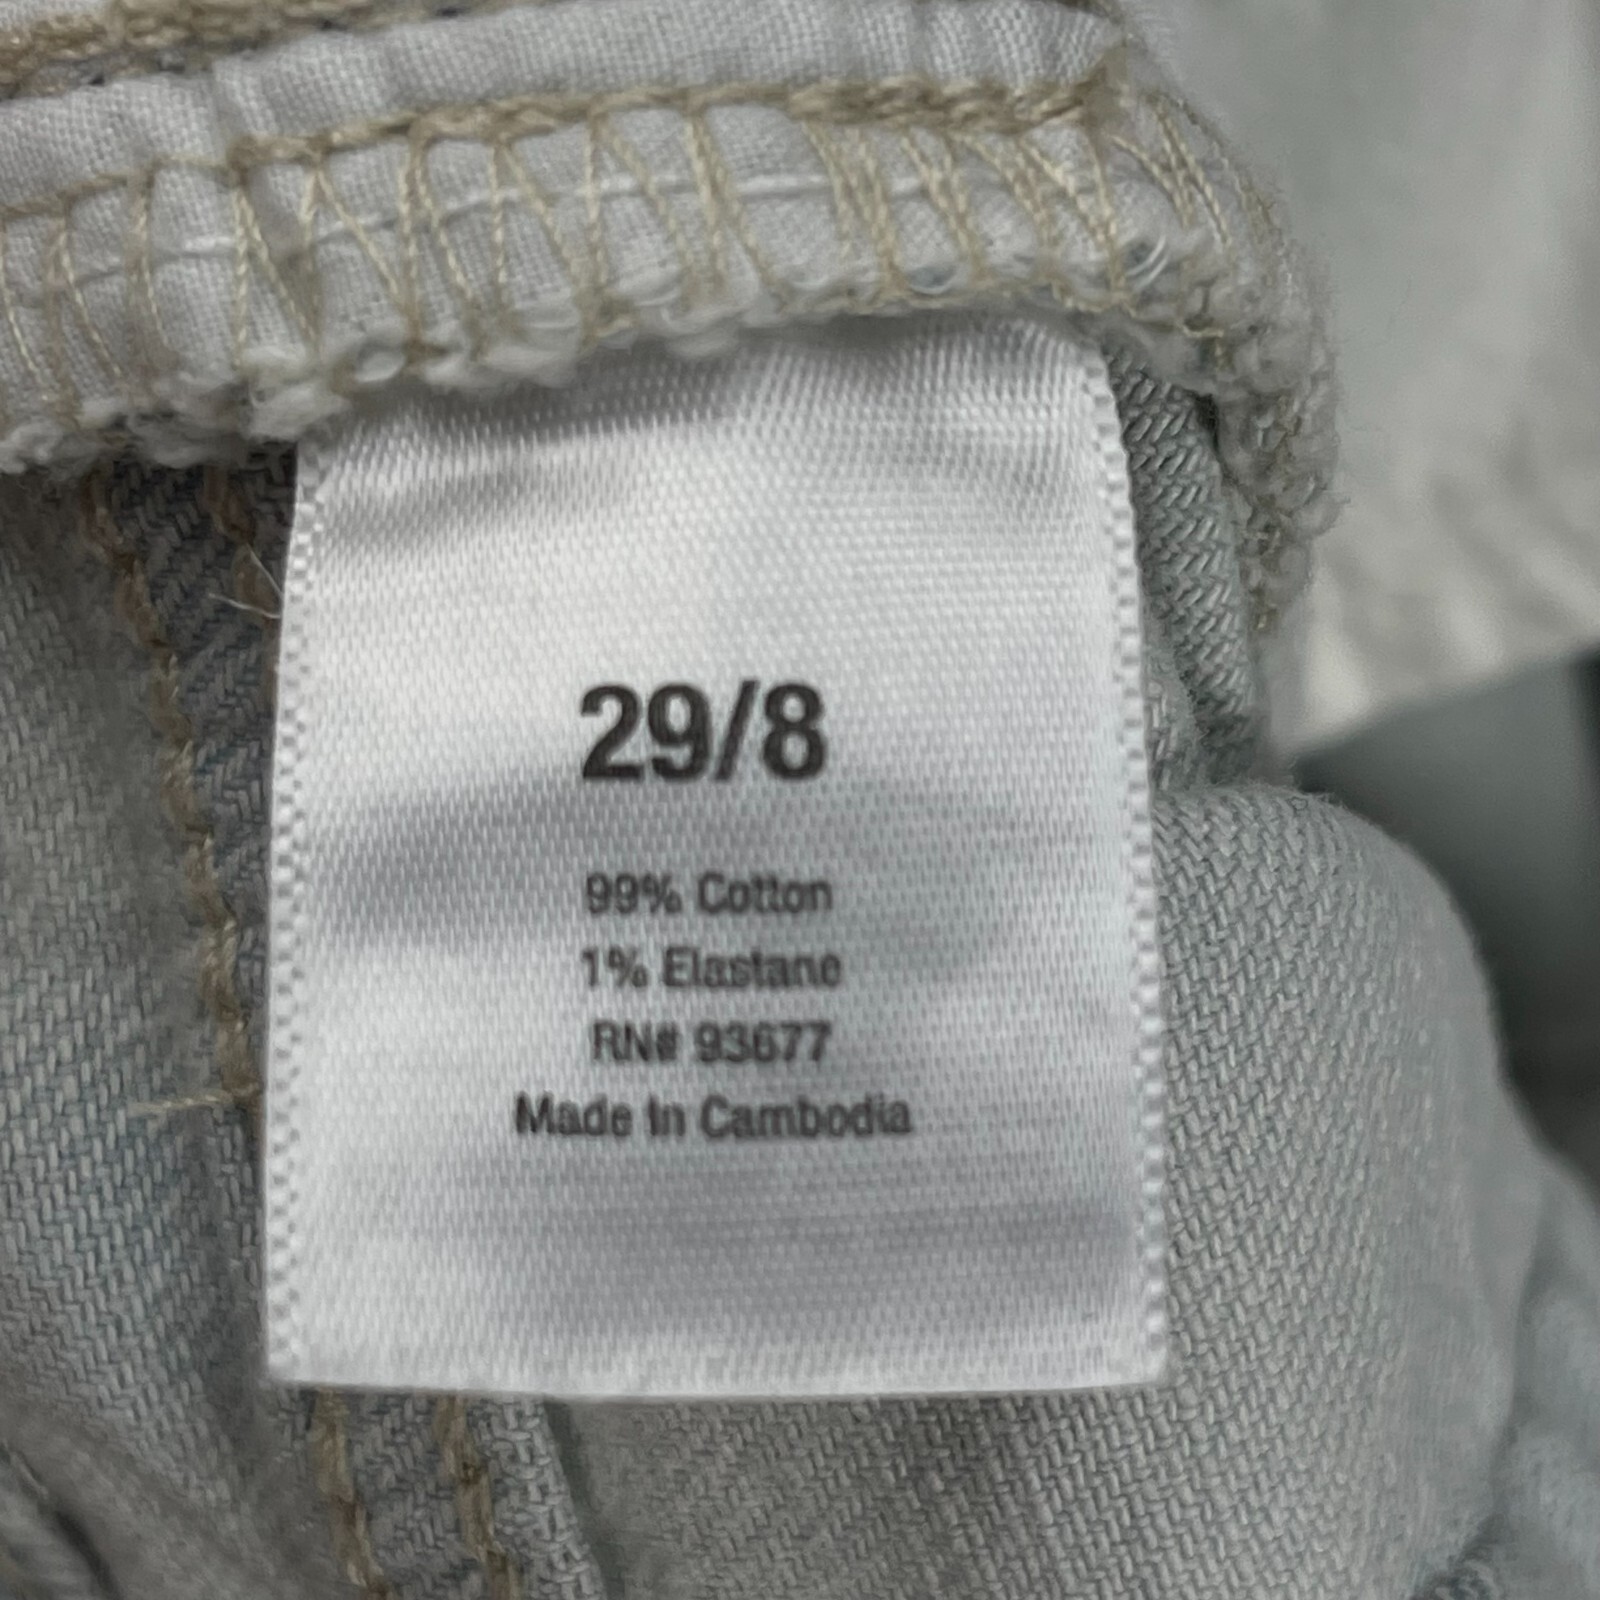 29/8
99% Cotton
1% Elastane
RN# 93677
Made in Cambodia